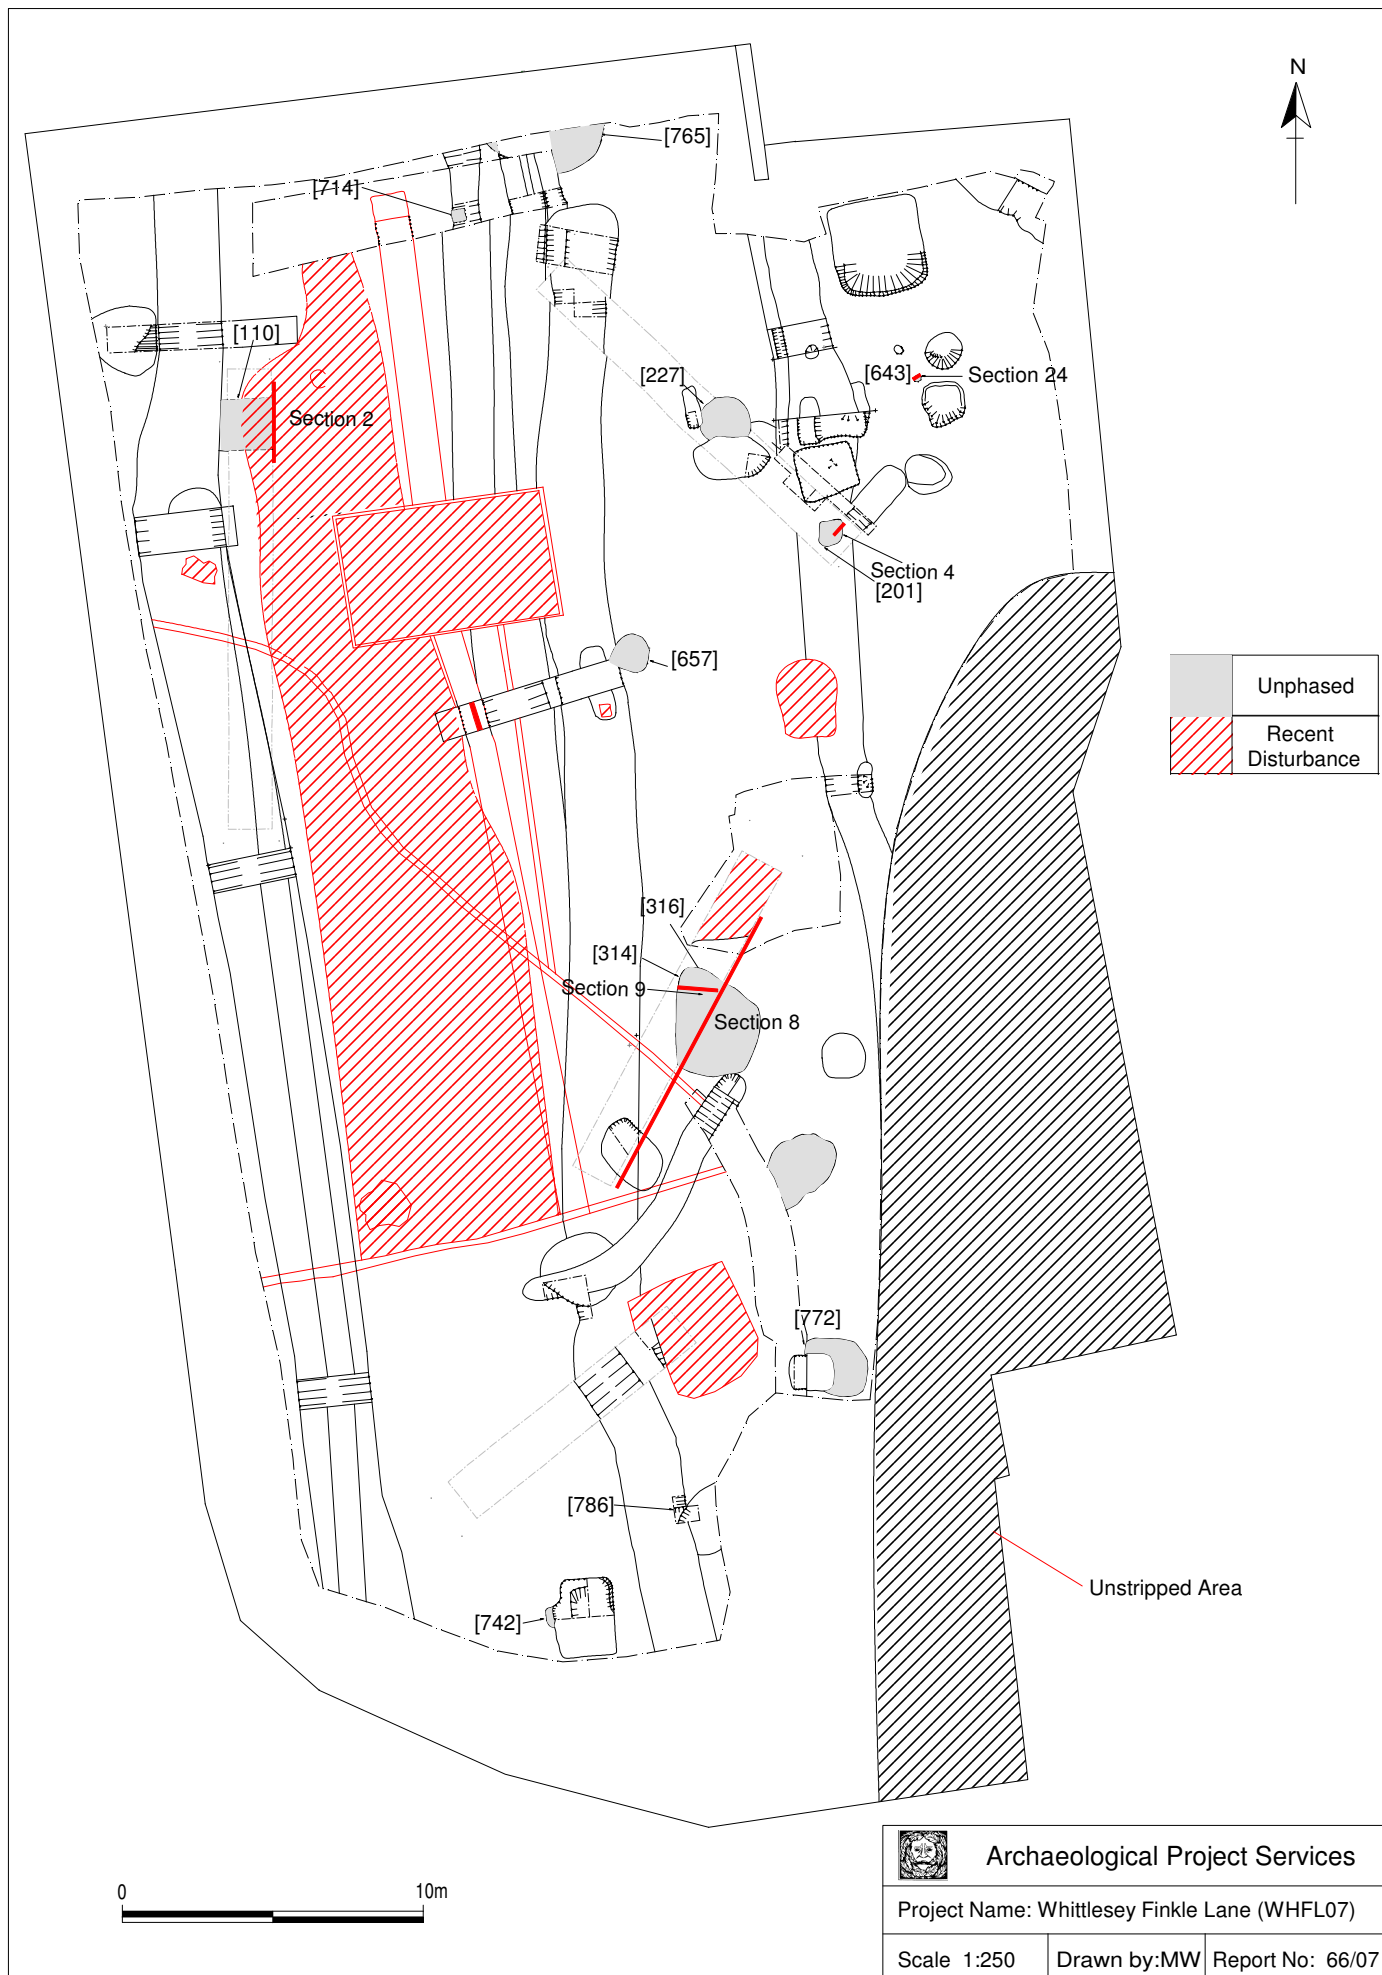 N
[765]
[714]
[110]
[227]
[643]
Section 24
Section 2
Section 4
[201]
[657]
Unphased
Recent
Disturbance
[316]
[314]
Section 9
Section 8
[772]
[786]
Unstripped Area
[742]
0
10m
Archaeological Project Services
Project Name: Whittlesey Finkle Lane (WHFL07)
Scale 1:250
Drawn by:MW
Report No: 66/07